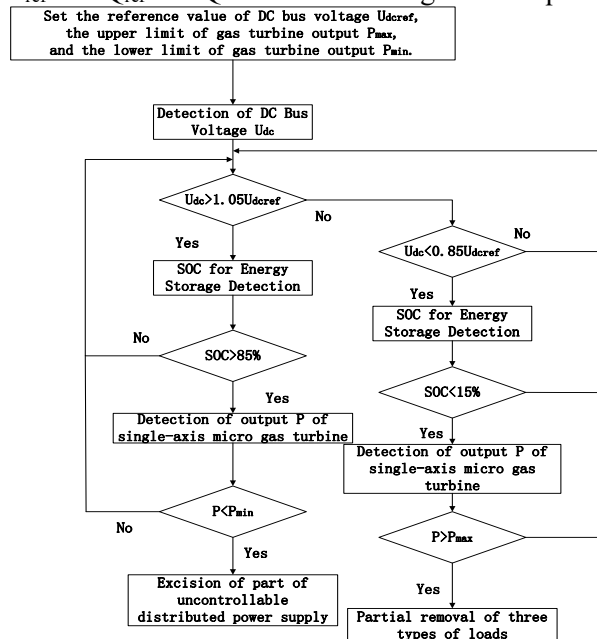 Set the reference value of DC bus voltage Udcref,
the upper limit of gas turbine output Pmax,
and the lower limit of gas turbine output Pmin.
Detection of DC Bus
Voltage Udc
Udc>1.05Udcref
No
Yes
SOC for Energy
Storage Detection
No
SOC>85%
Yes
Detection of output P of
single-axis micro gas turbine
P<Pmin
No
Yes
Excision of part of
uncontrollable
distributed power supply
Udc<0.85Udcref
No
Yes
SOC for Energy
Storage Detection
SOC<15%
Yes
Detection of output P of
single-axis micro gas
turbine
P>Pmax
Yes
Partial removal of three
types of loads